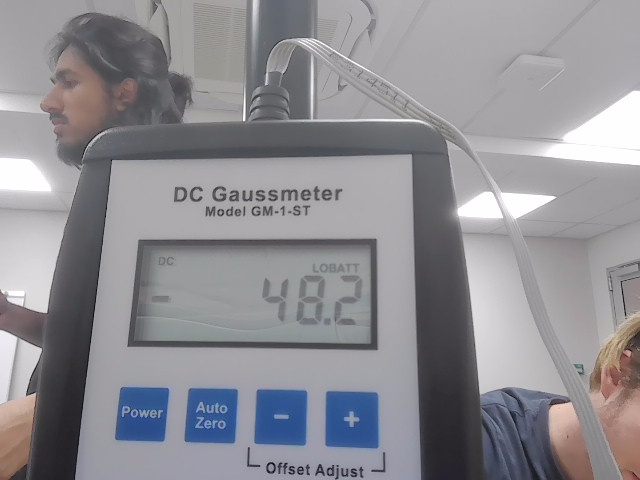 DC Gaussmeter
Model GM-1-ST
DC
LOBATT
- 48.2
Power
Auto
Zero
-
+
Offset Adjust